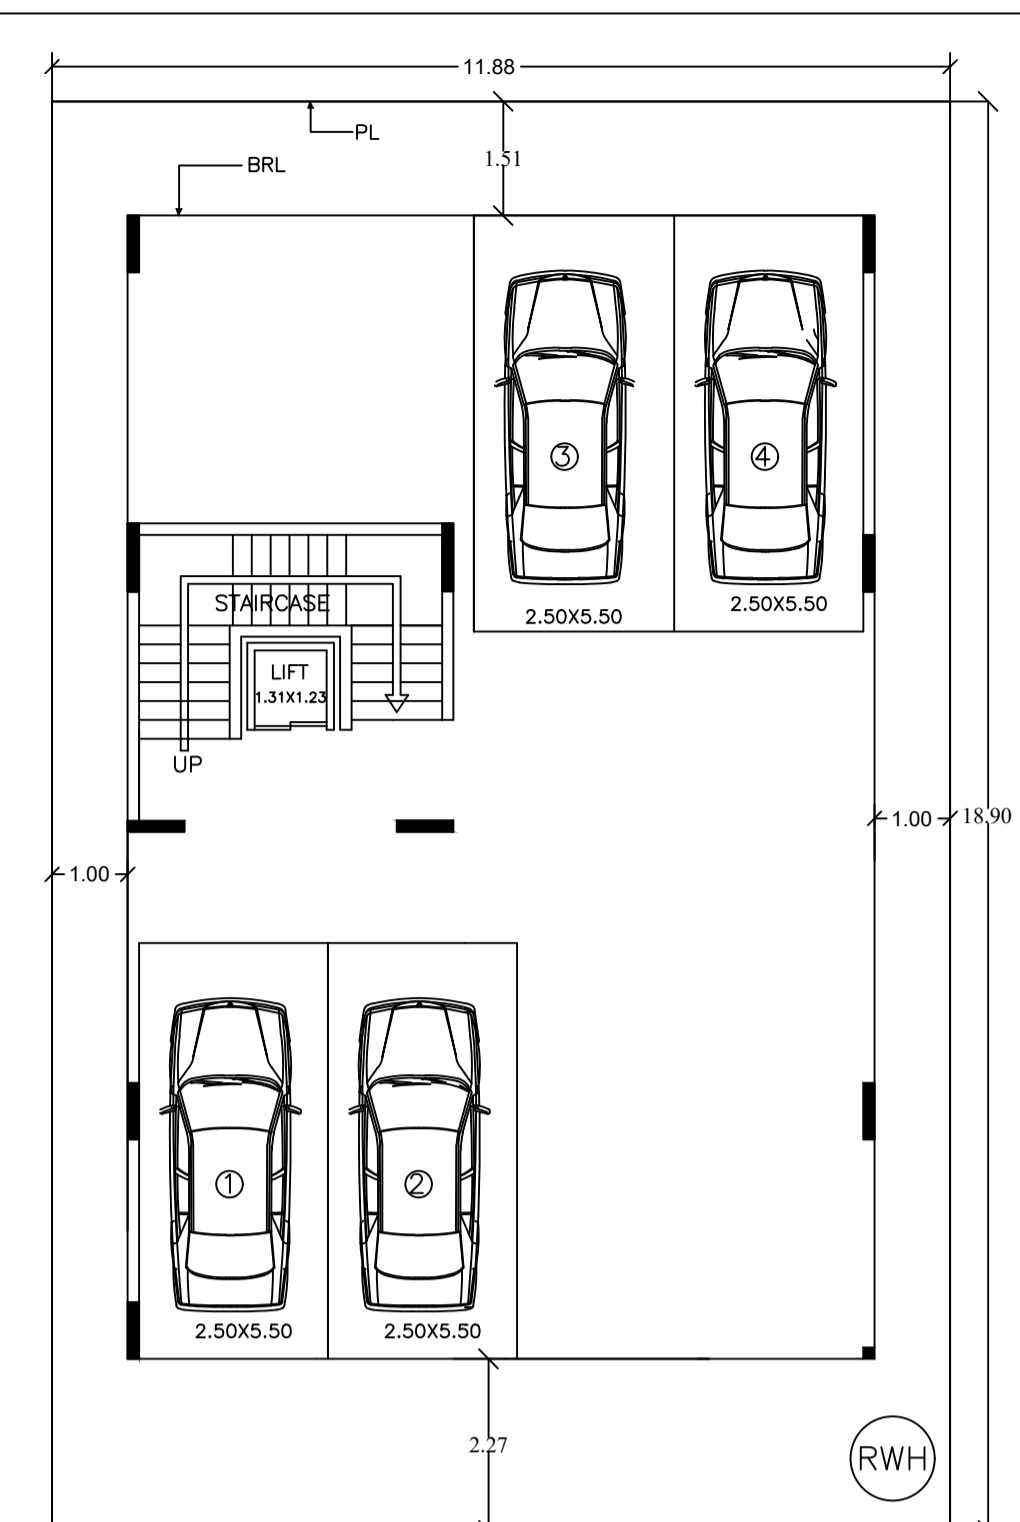 11.88
PL
1.51
BRL
3
4
2.50X5.50
2.50X5.50
STAIRCASE
LIFT
1.31X1.23
UP
1.00
18.90
1.00
1
2
2.50X5.50
2.50X5.50
2.27
RWH